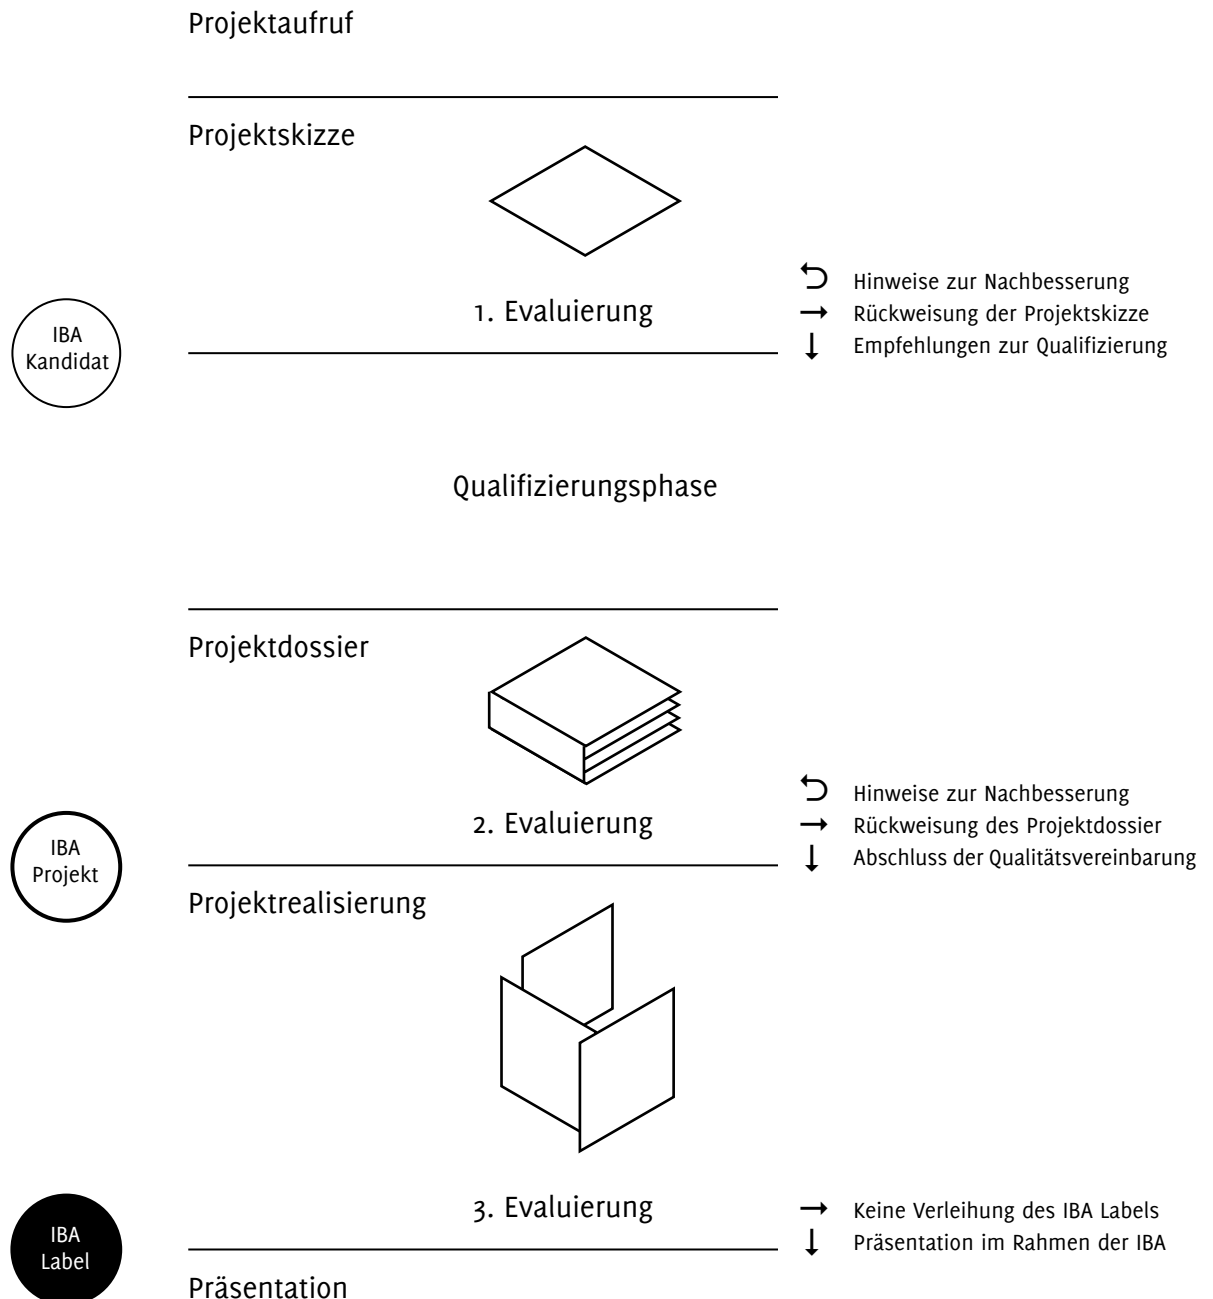 Projektaufruf
Projektskizze
1. Evaluierung
Hinweise zur Nachbesserung
Rückweisung der Projektskizze
Empfehlungen zur Qualifizierung
IBA
Kandidat
Qualifizierungsphase
Projektdossier
2. Evaluierung
Hinweise zur Nachbesserung
Rückweisung des Projektdossier
Abschluss der Qualitätsvereinbarung
IBA
Projekt
Projektrealisierung
3. Evaluierung
Keine Verleihung des IBA Labels
Präsentation im Rahmen der IBA
IBA
Label
Präsentation